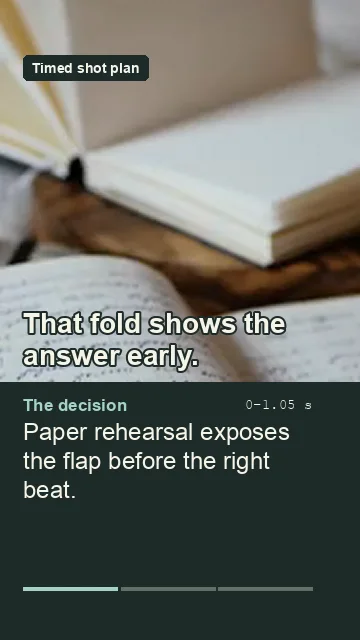 Timed shot plan
That fold shows the
answer early.
The decision
0–1.05 s
Paper rehearsal exposes
the flap before the right
beat.